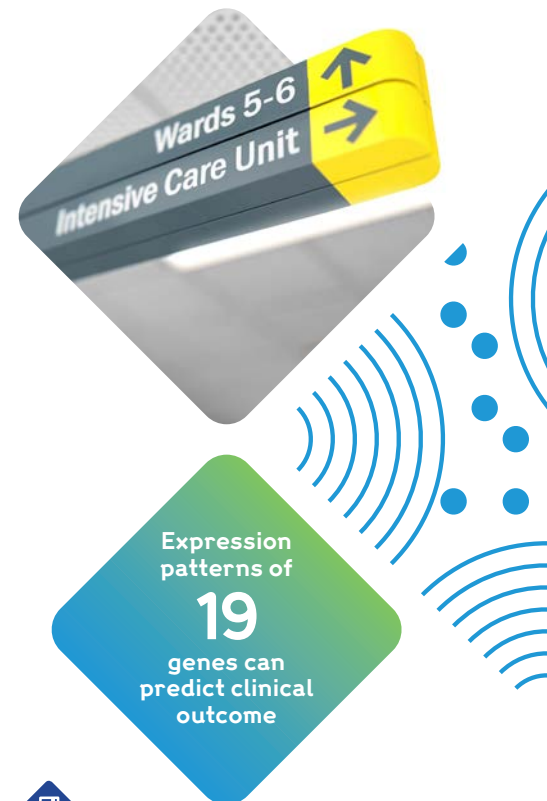 Wards 5-6
Intensive Care Unit
Expression
patterns of
19
genes can
predict clinical
outcome